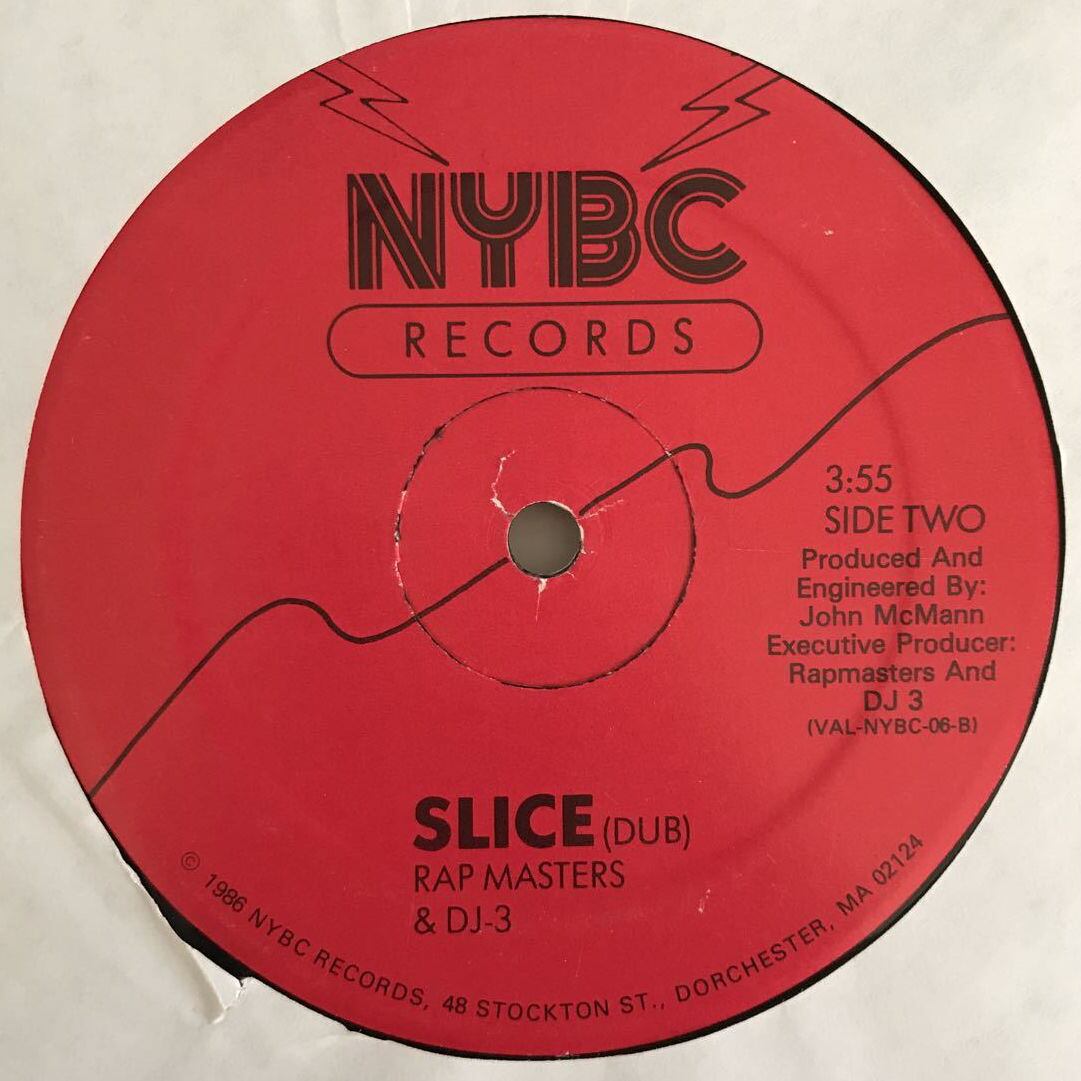 NYBC
RECORDS
3:55
SIDE TWO
Produced And
Engineered By:
John McMann
Executive Producer:
Rapmasters And
DJ 3
(VAL-NYBC-06-B)
SLICE (DUB)
RAP MASTERS
& DJ-3
© 1986 NYBC RECORDS, 48 STOCKTON ST., DORCHESTER, MA 02124